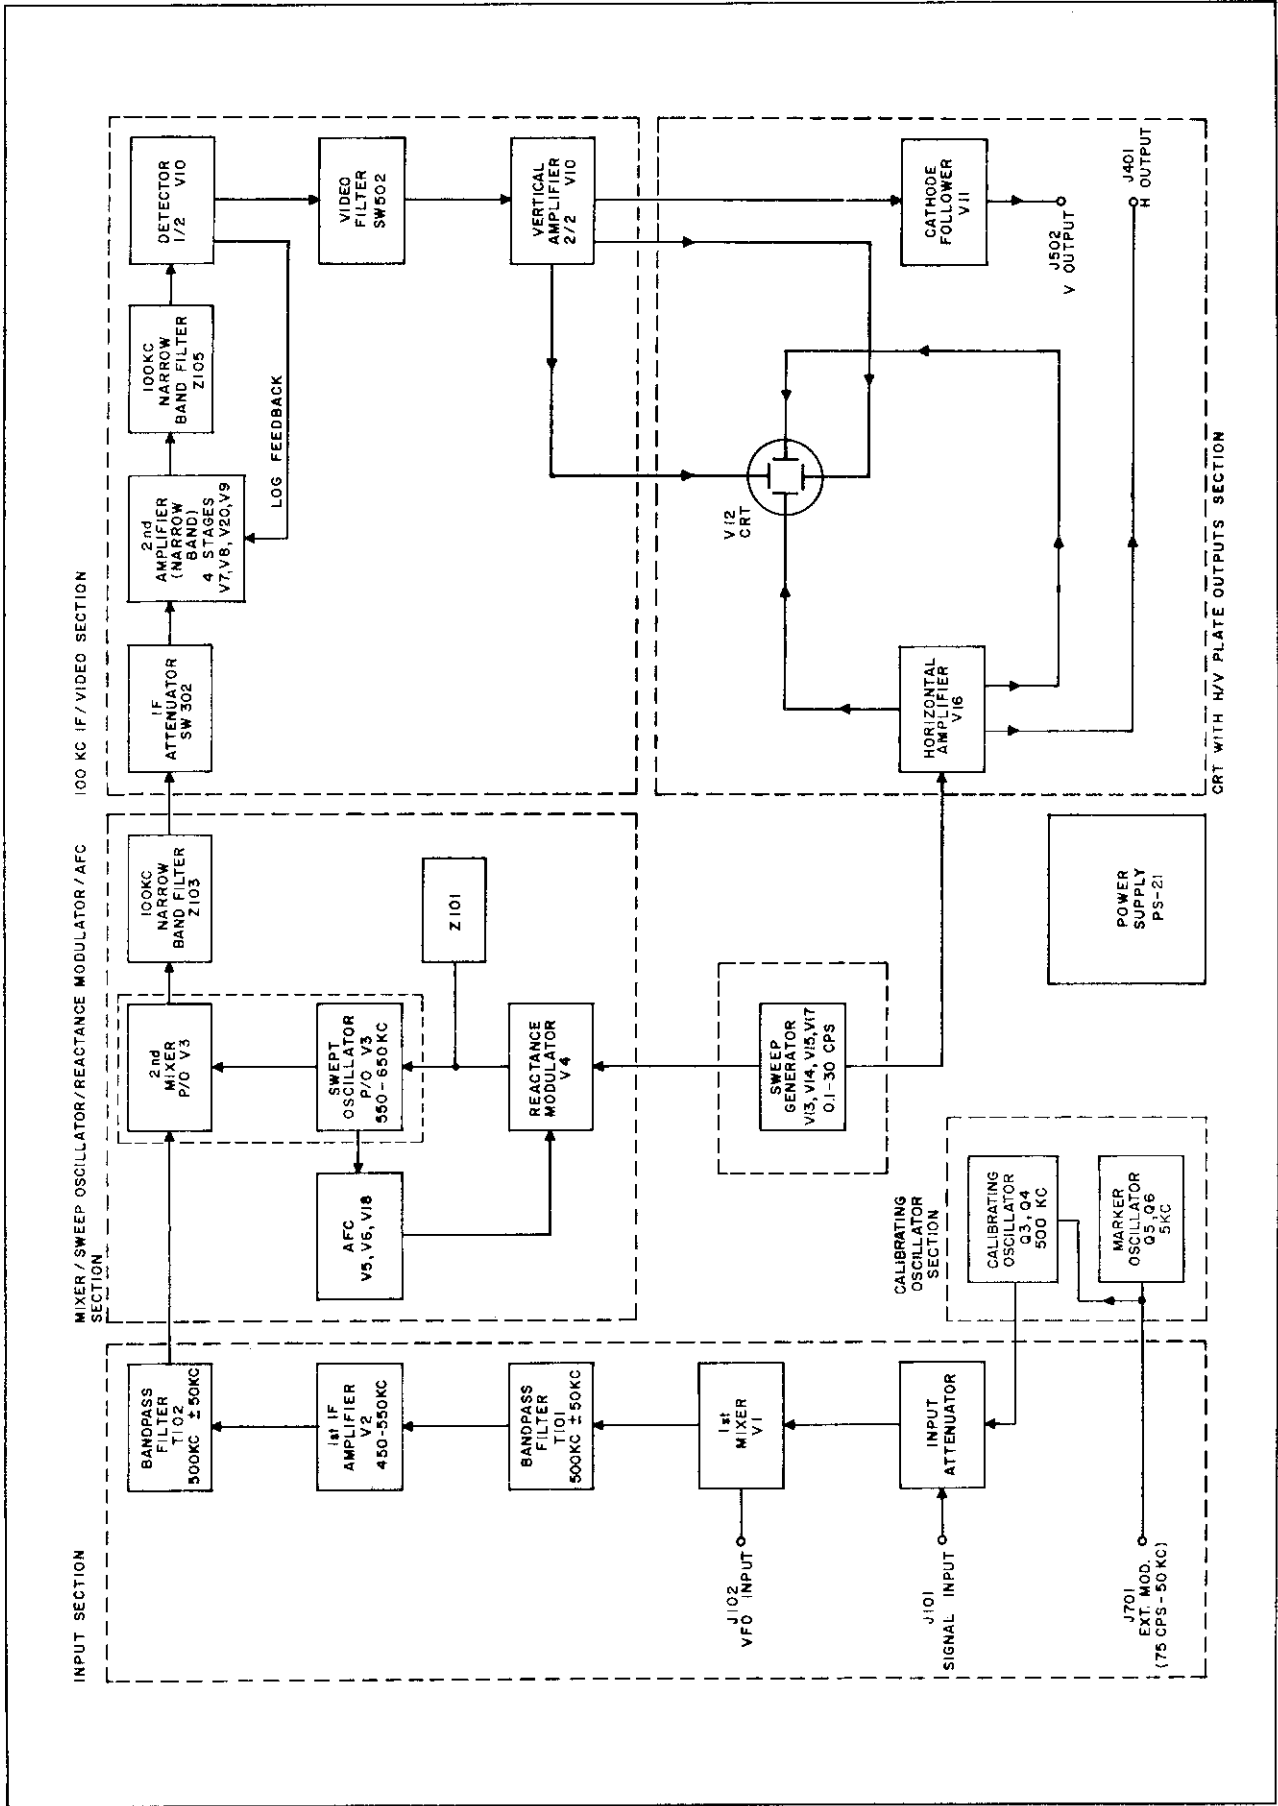 INPUT SECTION
BANDPASS
FILTER
T102
500KC ±50KC
1st IF
AMPLIFIER
V2
450-550KC
BANDPASS
FILTER
T101
500KC ±50KC
1st
MIXER
V1
INPUT
ATTENUATOR
J102
VFO INPUT
J101
SIGNAL INPUT
J701
EXT. MOD.
(75 CPS-50 KC)
MIXER/SWEEP OSCILLATOR/REACTANCE MODULATOR/AFC
SECTION
2nd
MIXER
P/O V3
100KC
NARROW
BAND FILTER
Z103
SWEPT
OSCILLATOR
P/O V3
550-650KC
AFC
V5, V6, V18
Z101
REACTANCE
MODULATOR
V4
SWEEP
GENERATOR
V13, V14, V15, V17
0.1-30 CPS
CALIBRATING
OSCILLATOR
SECTION
CALIBRATING
OSCILLATOR
Q3, Q4
500 KC
MARKER
OSCILLATOR
Q5, Q6
5KC
POWER
SUPPLY
PS-21
100 KC IF/VIDEO SECTION
IF
ATTENUATOR
SW302
2nd
AMPLIFIER
(NARROW
BAND)
4 STAGES
V7, V8, V20, V9
100KC
NARROW
BAND FILTER
Z105
DETECTOR
1/2 V10
LOG FEEDBACK
VIDEO
FILTER
SW502
VERTICAL
AMPLIFIER
2/2 V10
V12
CRT
HORIZONTAL
AMPLIFIER
V16
CATHODE
FOLLOWER
V11
J502
V OUTPUT
J401
H OUTPUT
CRT WITH H/V PLATE OUTPUTS SECTION